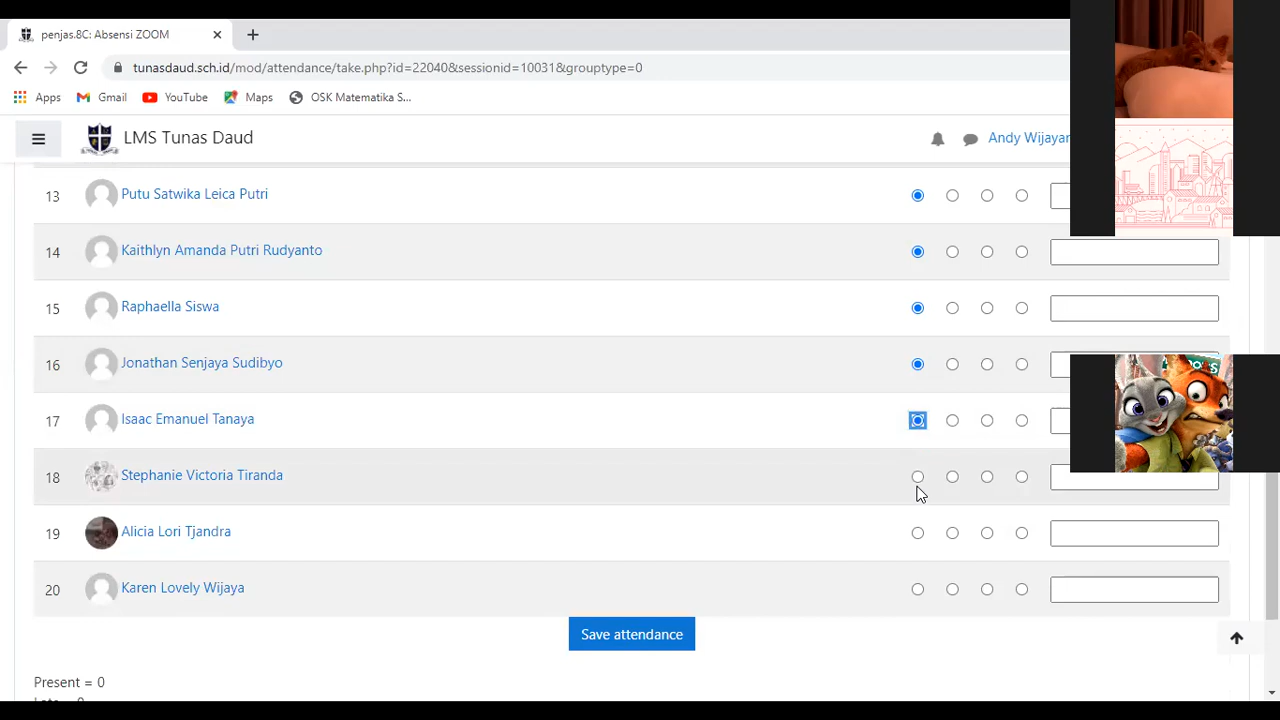 penjas.8C: Absensi ZOOM
tunasdaud.sch.id/mod/attendance/take.php?id=22040&sessionid=10031&grouptype=0
Apps Gmail YouTube Maps OSK Matematika S...
LMS Tunas Daud Andy Wijayan
13 Putu Satwika Leica Putri
14 Kaithlyn Amanda Putri Rudyanto
15 Raphaella Siswa
16 Jonathan Senjaya Sudibyo
17 Isaac Emanuel Tanaya
18 Stephanie Victoria Tiranda
19 Alicia Lori Tjandra
20 Karen Lovely Wijaya
Save attendance
Present = 0